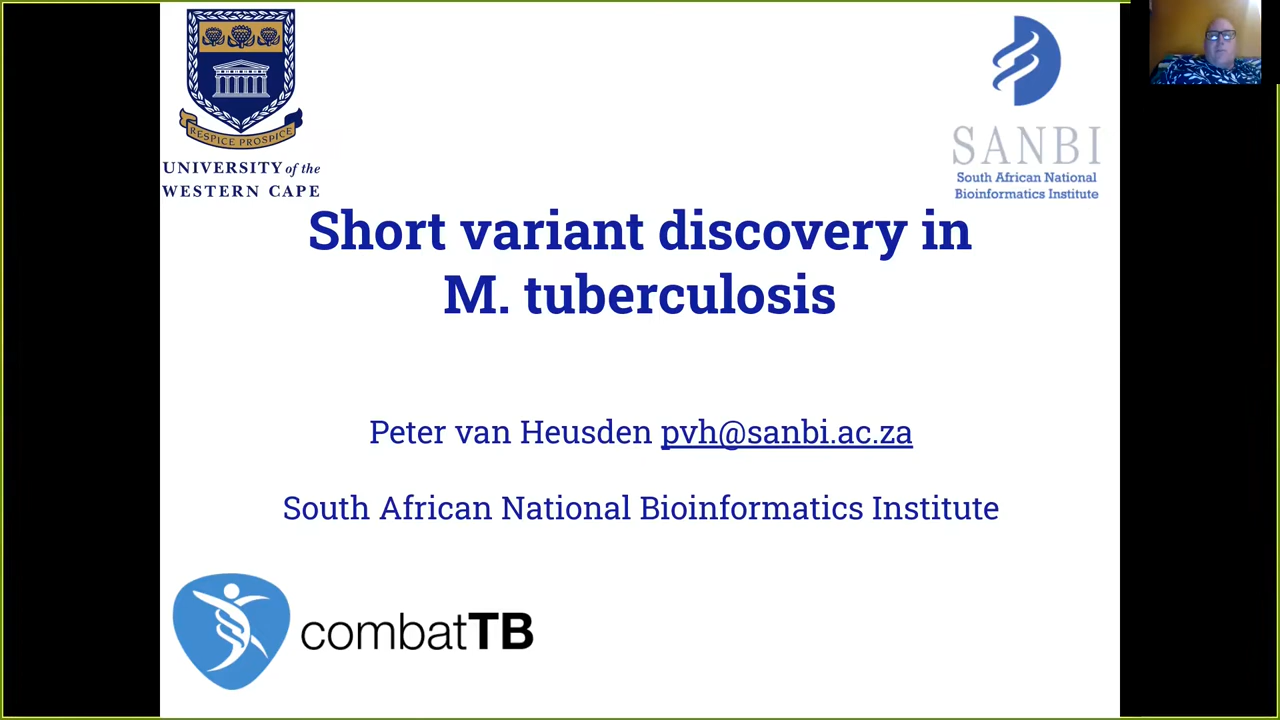 RESPICE PROSPICE
UNIVERSITY of the
WESTERN CAPE
SANBI
South African National
Bioinformatics Institute
Short variant discovery in
M. tuberculosis
Peter van Heusden pvh@sanbi.ac.za
South African National Bioinformatics Institute
combatTB